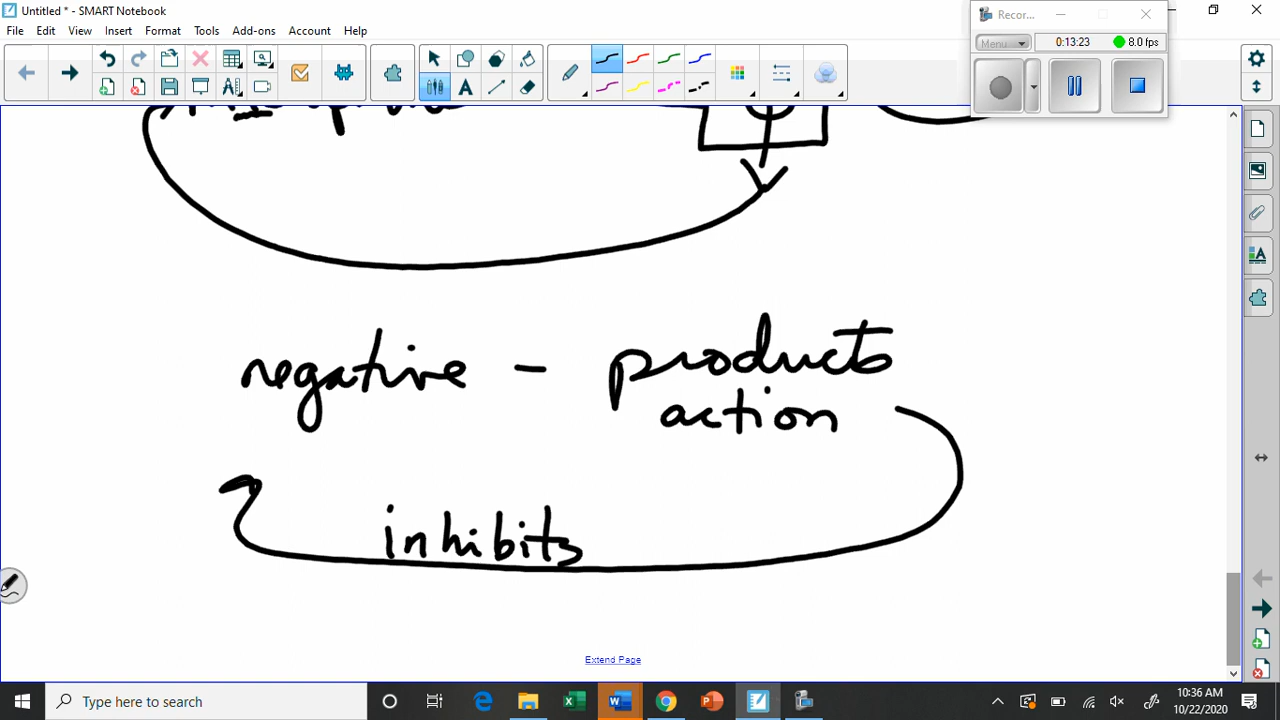 Untitled * - SMART Notebook
Recor...
File Edit View Insert Format Tools Add-ons Account Help
Menu
0:13:23
8.0 fps
negative - products
action
inhibits
Extend Page
Type here to search
10:36 AM
10/22/2020